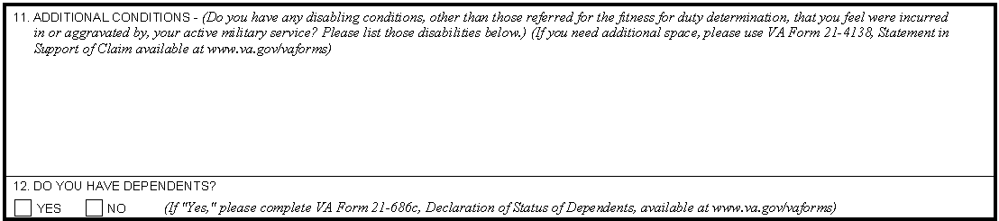 11. ADDITIONAL CONDITIONS - (Do you have any disabling conditions, other than those referred for the fitness for duty determination, that you feel were incurred
in or aggravated by, your active military service? Please list those disabilities below.) (If you need additional space, please use VA Form 21-4138, Statement in
Support of Claim available at www.va.gov/vaforms)
12. DO YOU HAVE DEPENDENTS?
YES NO (If "Yes," please complete VA Form 21-686c, Declaration of Status of Dependents, available at www.va.gov/vaforms)